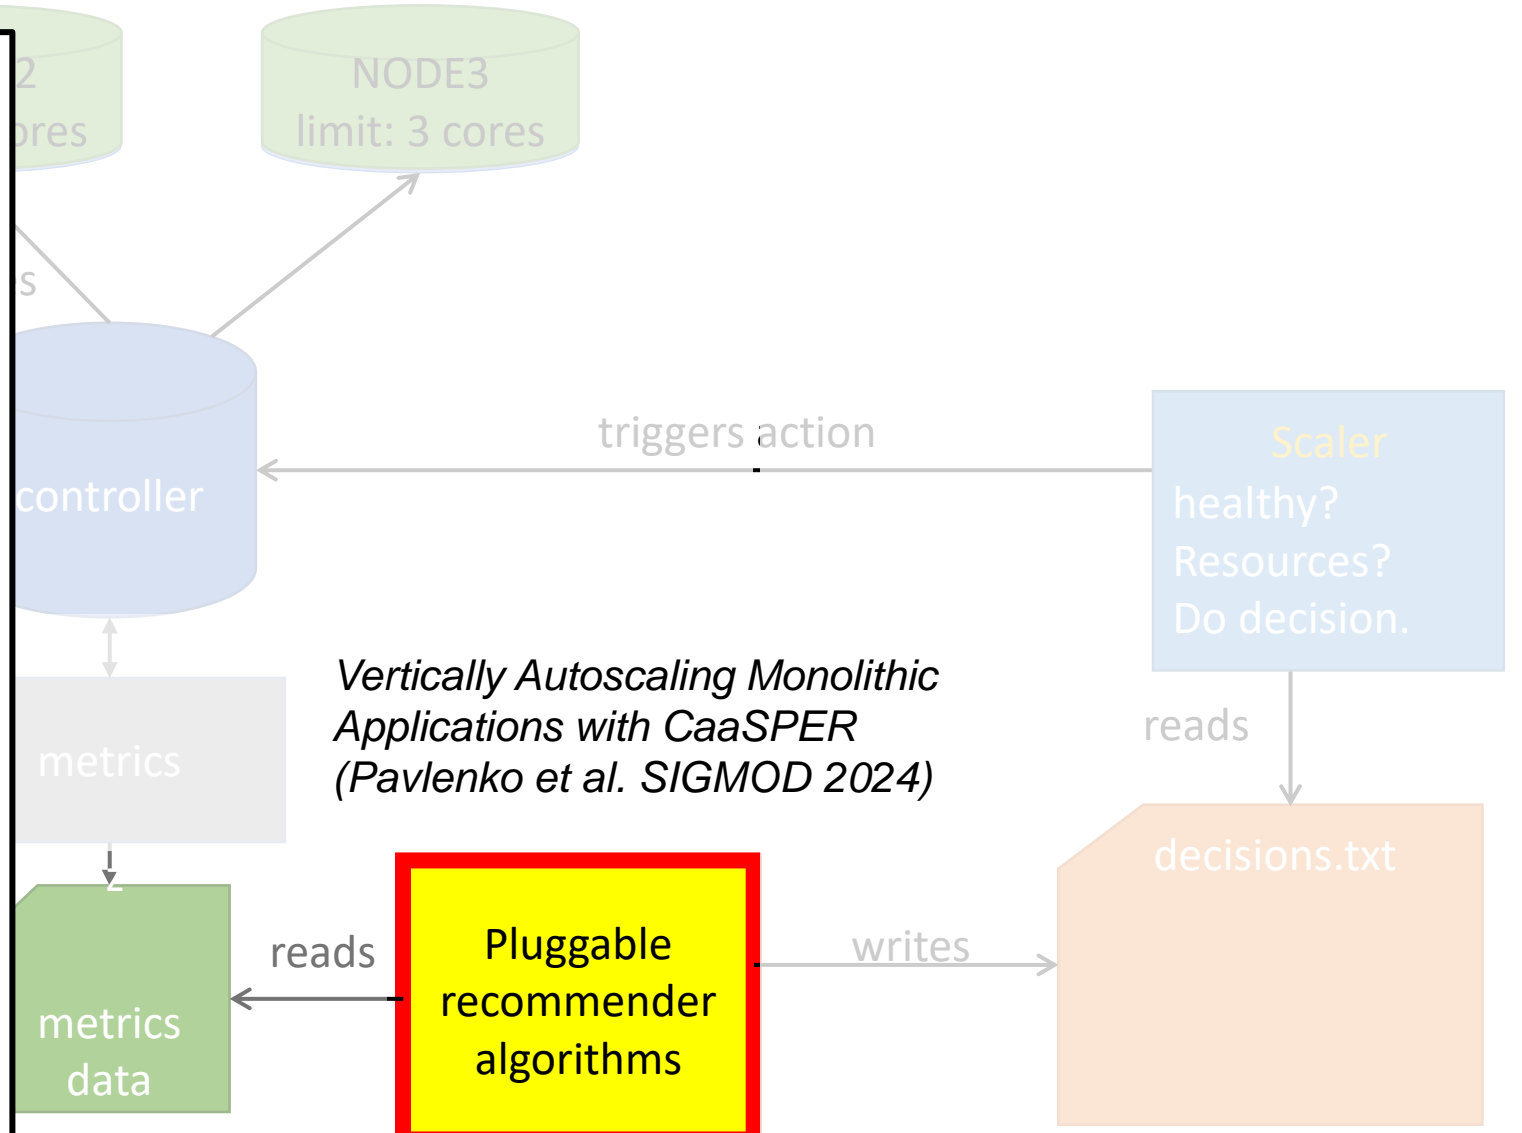 2
NODE3
limit: 3 cores
triggers action
controller
Scaler
healthy?
Resources?
Do decision.
Vertically Autoscaling Monolithic
Applications with CaaSPER
(Pavlenko et al. SIGMOD 2024)
reads
metrics
decisions.txt
reads
Pluggable
recommender
algorithms
writes
metrics
data